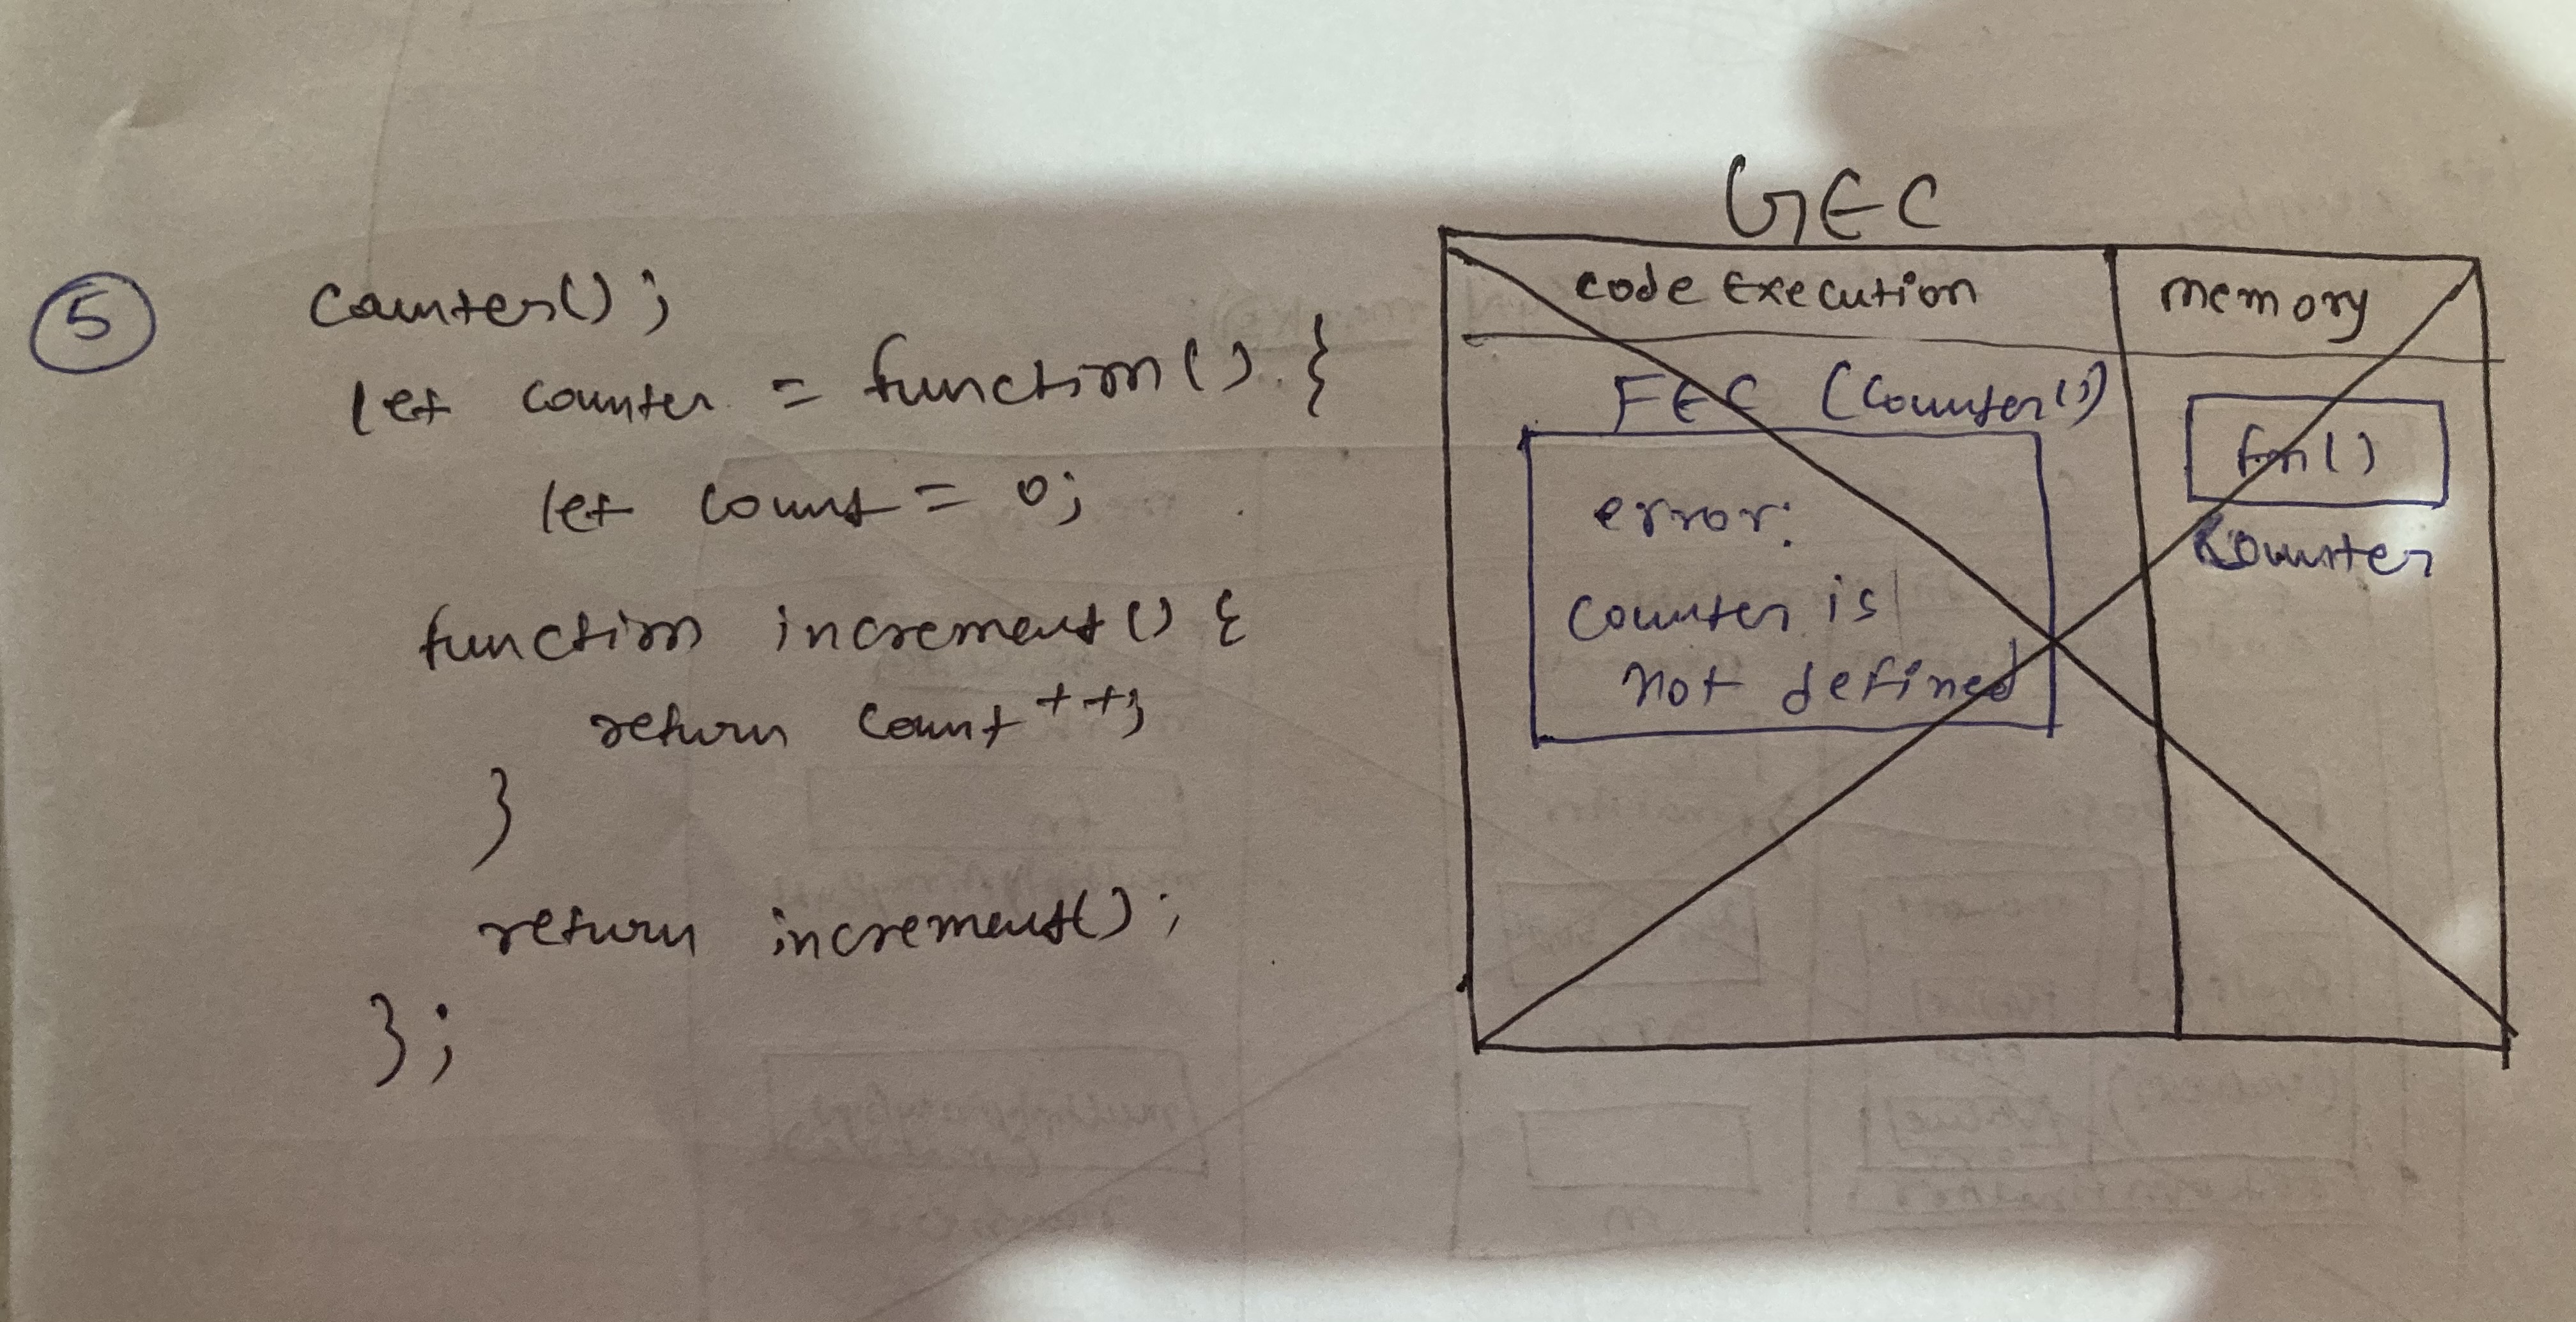 5
counter();
let counter = function() {
let count = 0;
function increment() {
return count++;
}
return increment();
};
GEC
code Execution memory
FEC (counter())
error:
counter is
not defined
fn()
counter